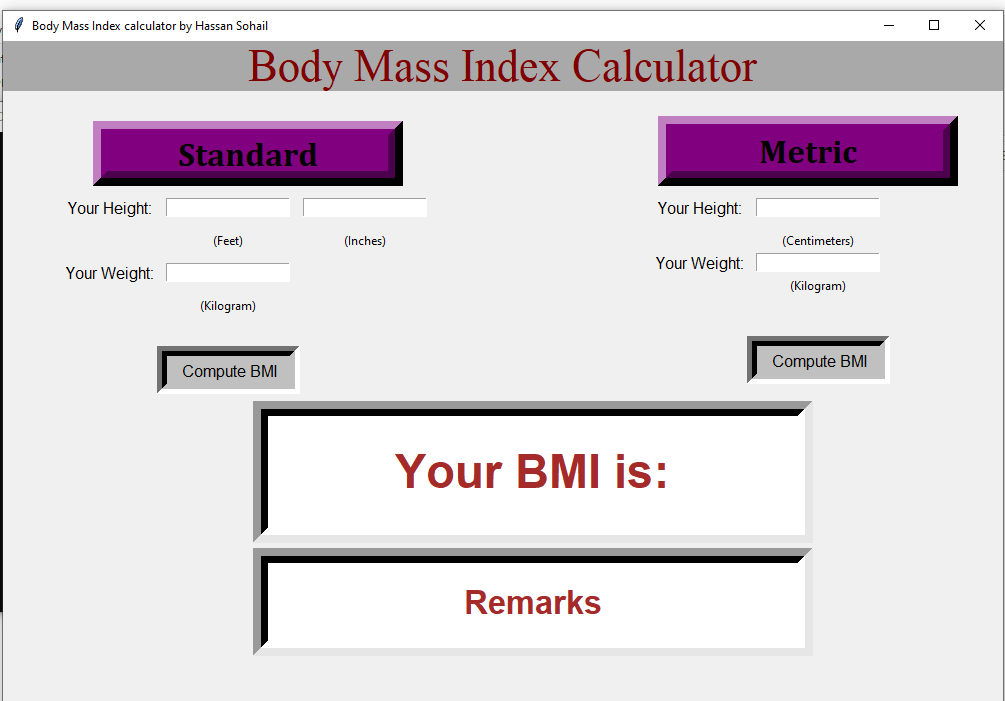 Body Mass Index calculator by Hassan Sohail
Body Mass Index Calculator
Standard
Metric
Your Height:
Your Height:
(Feet)
(Inches)
(Centimeters)
Your Weight:
Your Weight:
(Kilogram)
(Kilogram)
Compute BMI
Compute BMI
Your BMI is:
Remarks